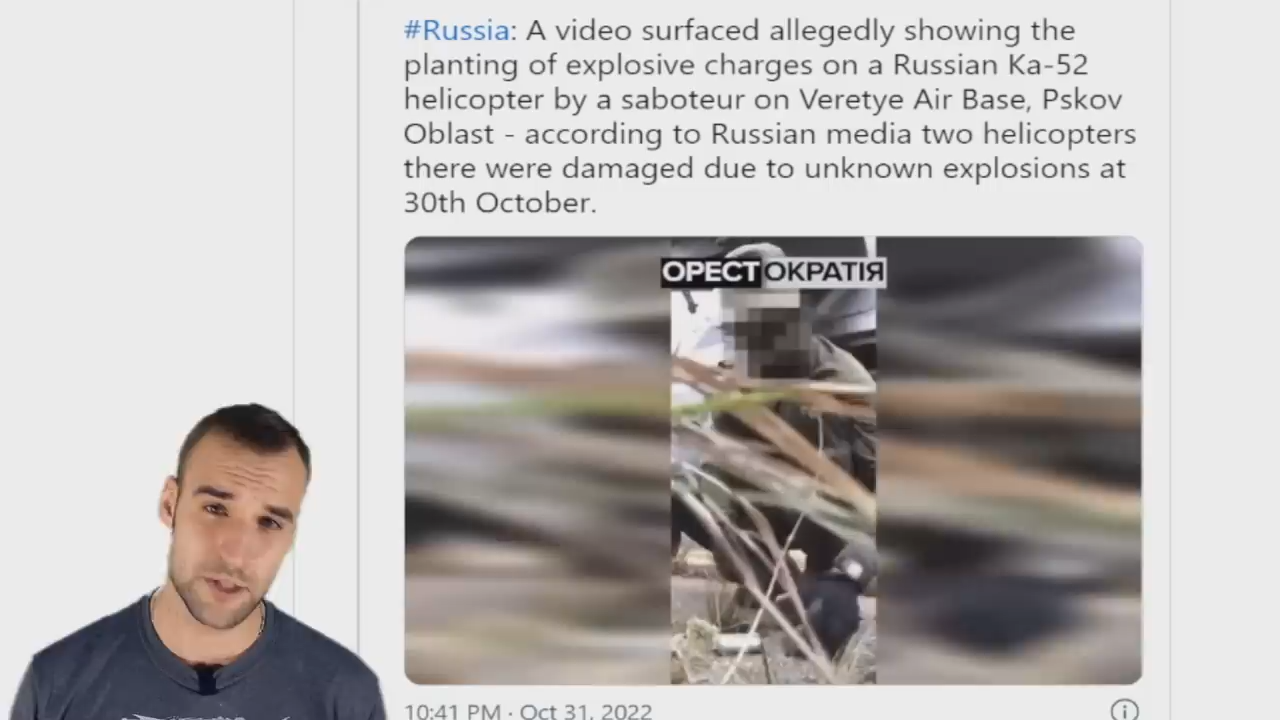 #Russia: A video surfaced allegedly showing the
planting of explosive charges on a Russian Ka-52
helicopter by a saboteur on Veretye Air Base, Pskov
Oblast - according to Russian media two helicopters
there were damaged due to unknown explosions at
30th October.
ОРЕСТОКРАТІЯ
10:41 PM · Oct 31, 2022